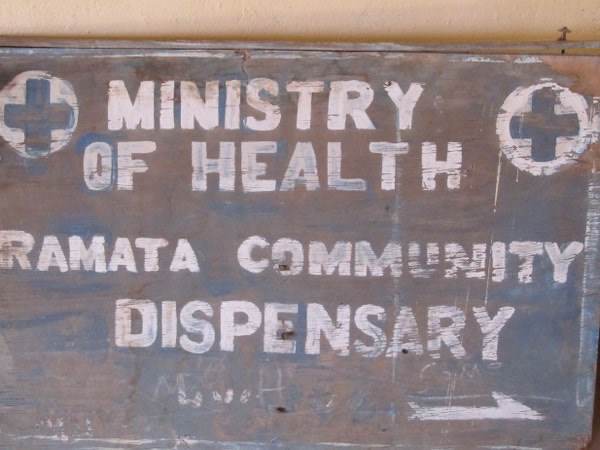 MINISTRY
OF HEALTH
RAMATA COMMUNITY
DISPENSARY